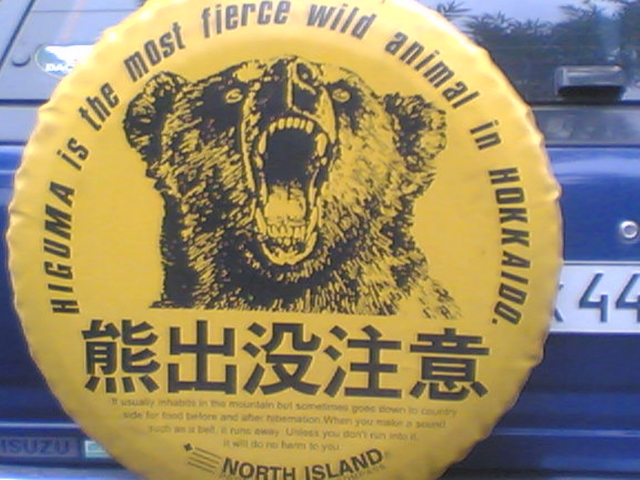 HIGUMA is the most fierce wild animal in HOKKAIDO.
熊出没注意
It usually inhabits in the mountain but sometimes goes down to country
side for food before and after hibernation.When you make a sound
such as a bell, it runs away. Unless you don't run into it,
it will do no harm to you.
NORTH ISLAND
ISUZU
44